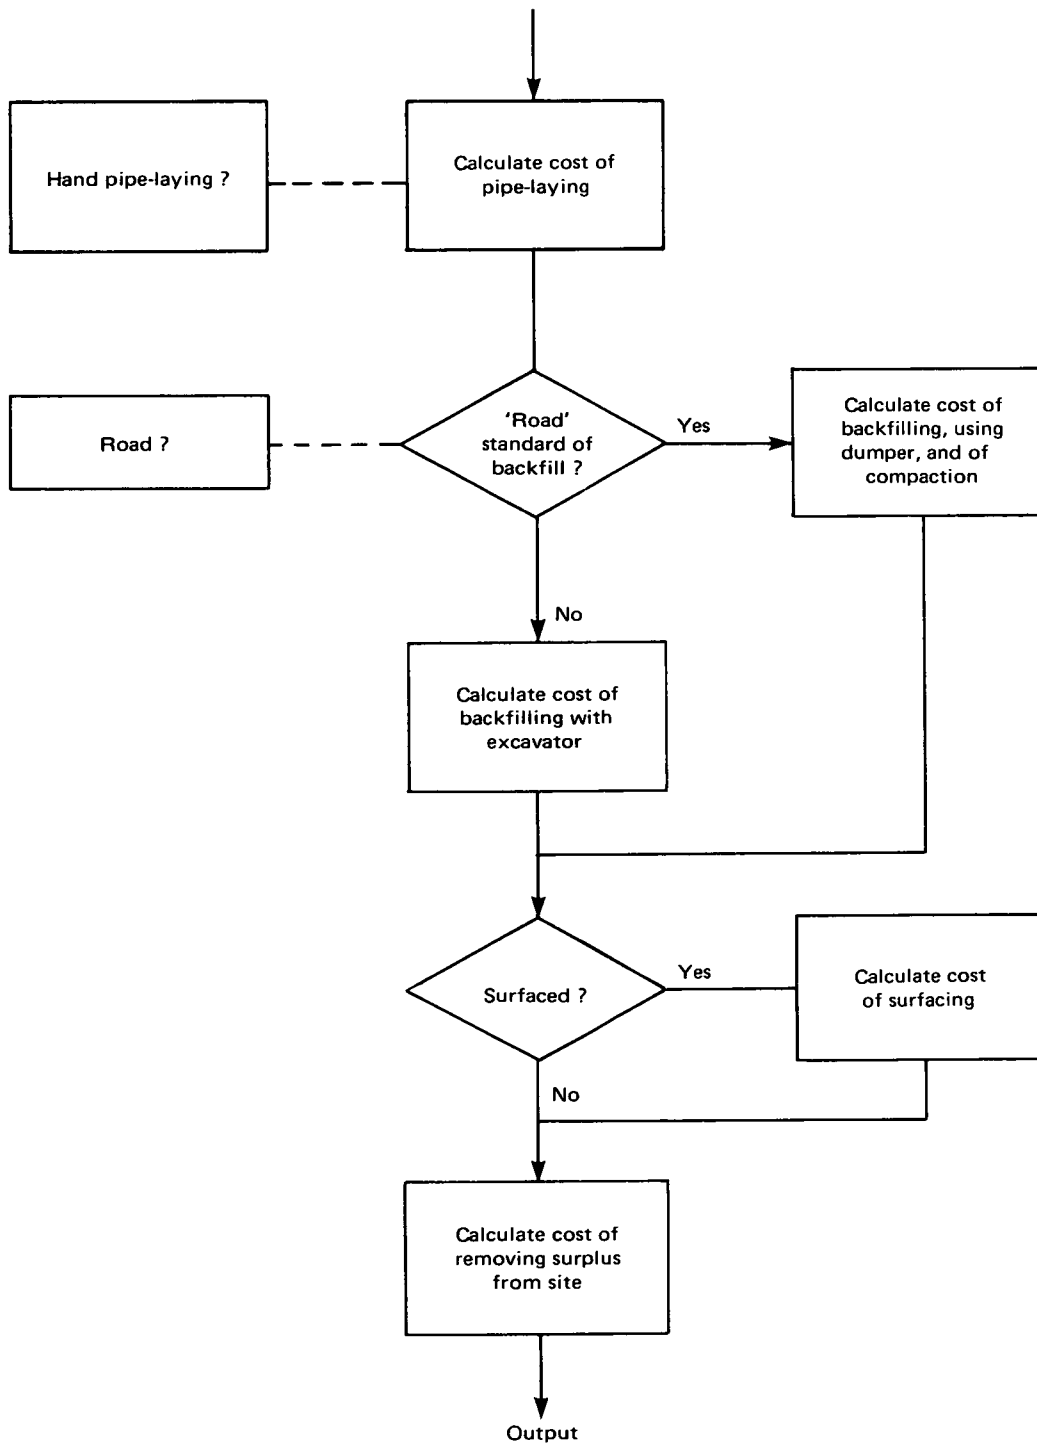 Hand pipe-laying ?
Calculate cost of
pipe-laying
Road ?
'Road'
standard of
backfill ?
Yes
Calculate cost of
backfilling, using
dumper, and of
compaction
No
Calculate cost of
backfilling with
excavator
Surfaced ?
Yes
Calculate cost
of surfacing
No
Calculate cost of
removing surplus
from site
Output